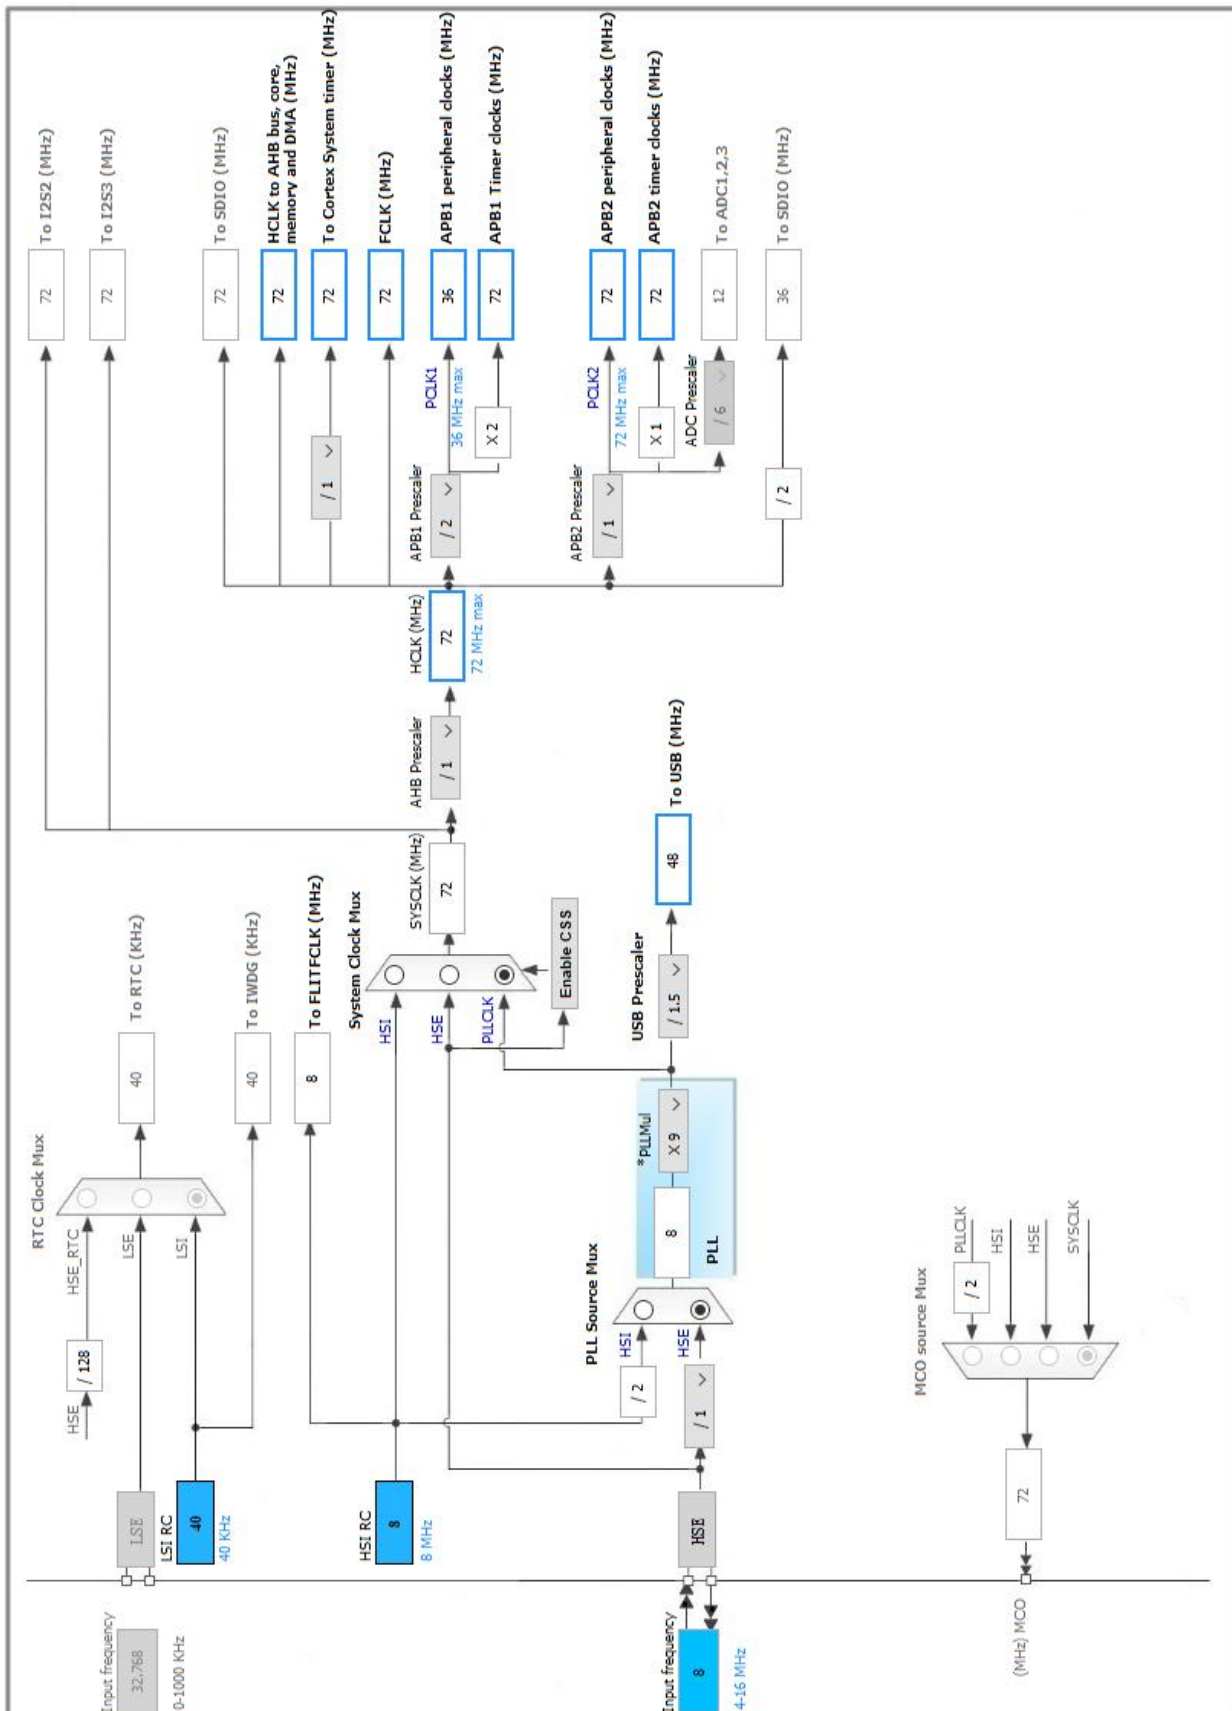 Input frequency
32.768
0-1000 KHz
LSE
LSI RC
40
40 KHz
HSE
/ 128
HSE_RTC
LSE
LSI
RTC Clock Mux
40
To RTC (KHz)
40
To IWDG (KHz)
HSI RC
8
8 MHz
8
To FLITFCLK (MHz)
Input frequency
8
4-16 MHz
HSE
/ 2
/ 1
HSI
HSE
PLL Source Mux
8
*PLLMul
X 9
PLL
USB Prescaler
/ 1.5
48
To USB (MHz)
System Clock Mux
HSI
HSE
PLLCLK
Enable CSS
SYSCLK (MHz)
72
AHB Prescaler
/ 1
HCLK (MHz)
72
72 MHz max
72
To I2S2 (MHz)
72
To I2S3 (MHz)
72
To SDIO (MHz)
72
HCLK to AHB bus, core,
memory and DMA (MHz)
/ 1
72
To Cortex System timer (MHz)
72
FCLK (MHz)
APB1 Prescaler
/ 2
PCLK1
36 MHz max
36
APB1 peripheral clocks (MHz)
X 2
72
APB1 Timer clocks (MHz)
APB2 Prescaler
/ 1
PCLK2
72 MHz max
72
APB2 peripheral clocks (MHz)
X 1
72
APB2 timer clocks (MHz)
ADC Prescaler
/ 6
12
To ADC1,2,3
/ 2
36
To SDIO (MHz)
MCO source Mux
PLLCLK
/ 2
HSI
HSE
SYSCLK
72
(MHz) MCO